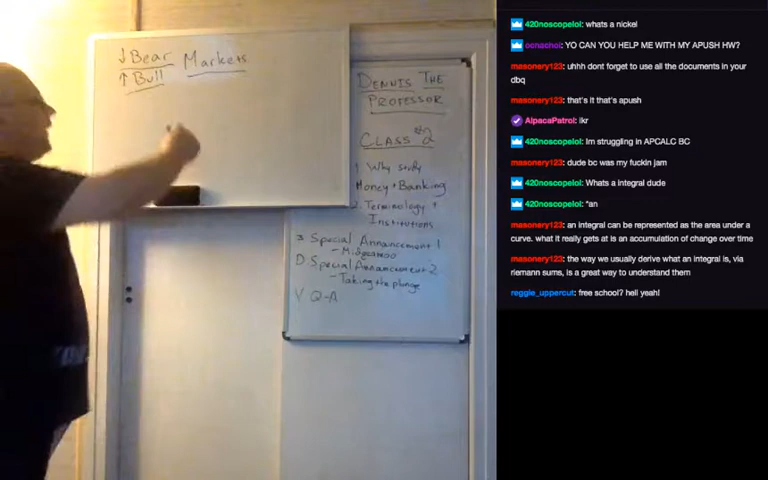 ↓ Bear Markets
↑ Bull
DENNIS THE
PROFESSOR
CLASS #2
1. Why study
Money + Banking
2. Terminology +
Institutions
3 Special Announcement 1
- Midgeamoo
D Special Announcement 2
- Taking the plunge
V Q-A
420noscopelol: whats a nickel
ocnachoi: YO CAN YOU HELP ME WITH MY APUSH HW?
masonery123: uhhh dont forget to use all the documents in your
dbq
masonery123: that's it that's apush
AlpacaPatrol: ikr
420noscopelol: Im struggling in APCALC BC
masonery123: dude bc was my fuckin jam
420noscopelol: Whats a integral dude
420noscopelol: *an
masonery123: an integral can be represented as the area under a
curve. what it really gets at is an accumulation of change over time
masonery123: the way we usually derive what an integral is, via
riemann sums, is a great way to understand them
reggie_uppercut: free school? hell yeah!